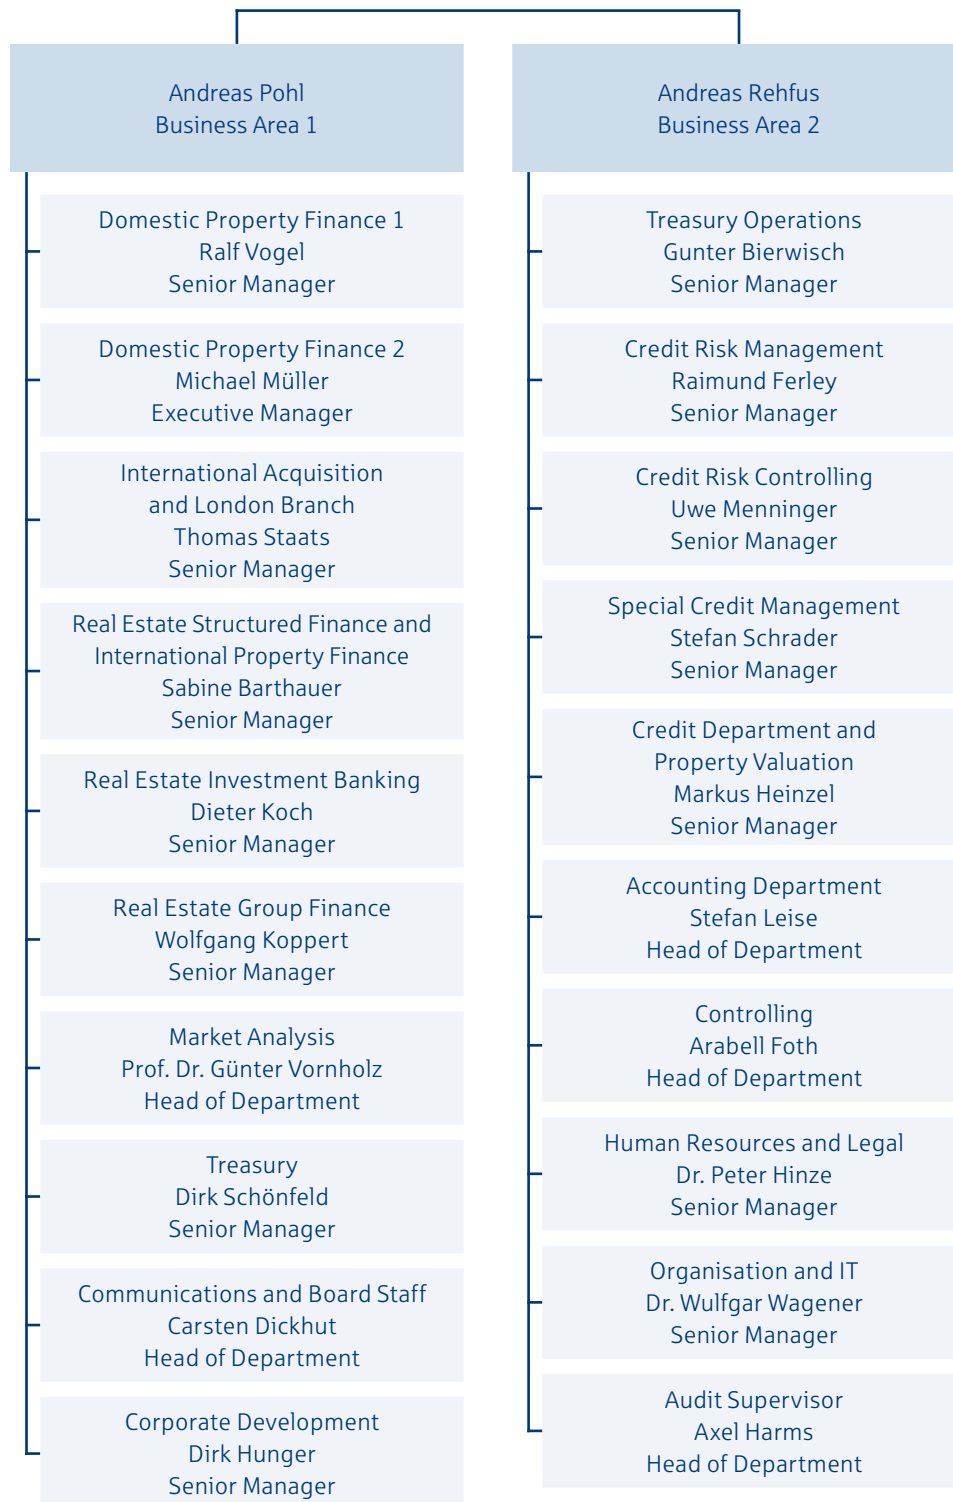 Andreas Pohl
Business Area 1
Domestic Property Finance 1
Ralf Vogel
Senior Manager
Domestic Property Finance 2
Michael Müller
Executive Manager
International Acquisition
and London Branch
Thomas Staats
Senior Manager
Real Estate Structured Finance and
International Property Finance
Sabine Barthauer
Senior Manager
Real Estate Investment Banking
Dieter Koch
Senior Manager
Real Estate Group Finance
Wolfgang Koppert
Senior Manager
Market Analysis
Prof. Dr. Günter Vornholz
Head of Department
Treasury
Dirk Schönfeld
Senior Manager
Communications and Board Staff
Carsten Dickhut
Head of Department
Corporate Development
Dirk Hunger
Senior Manager
Andreas Rehfus
Business Area 2
Treasury Operations
Gunter Bierwisch
Senior Manager
Credit Risk Management
Raimund Ferley
Senior Manager
Credit Risk Controlling
Uwe Menninger
Senior Manager
Special Credit Management
Stefan Schrader
Senior Manager
Credit Department and
Property Valuation
Markus Heinzel
Senior Manager
Accounting Department
Stefan Leise
Head of Department
Controlling
Arabell Foth
Head of Department
Human Resources and Legal
Dr. Peter Hinze
Senior Manager
Organisation and IT
Dr. Wulfgar Wagener
Senior Manager
Audit Supervisor
Axel Harms
Head of Department